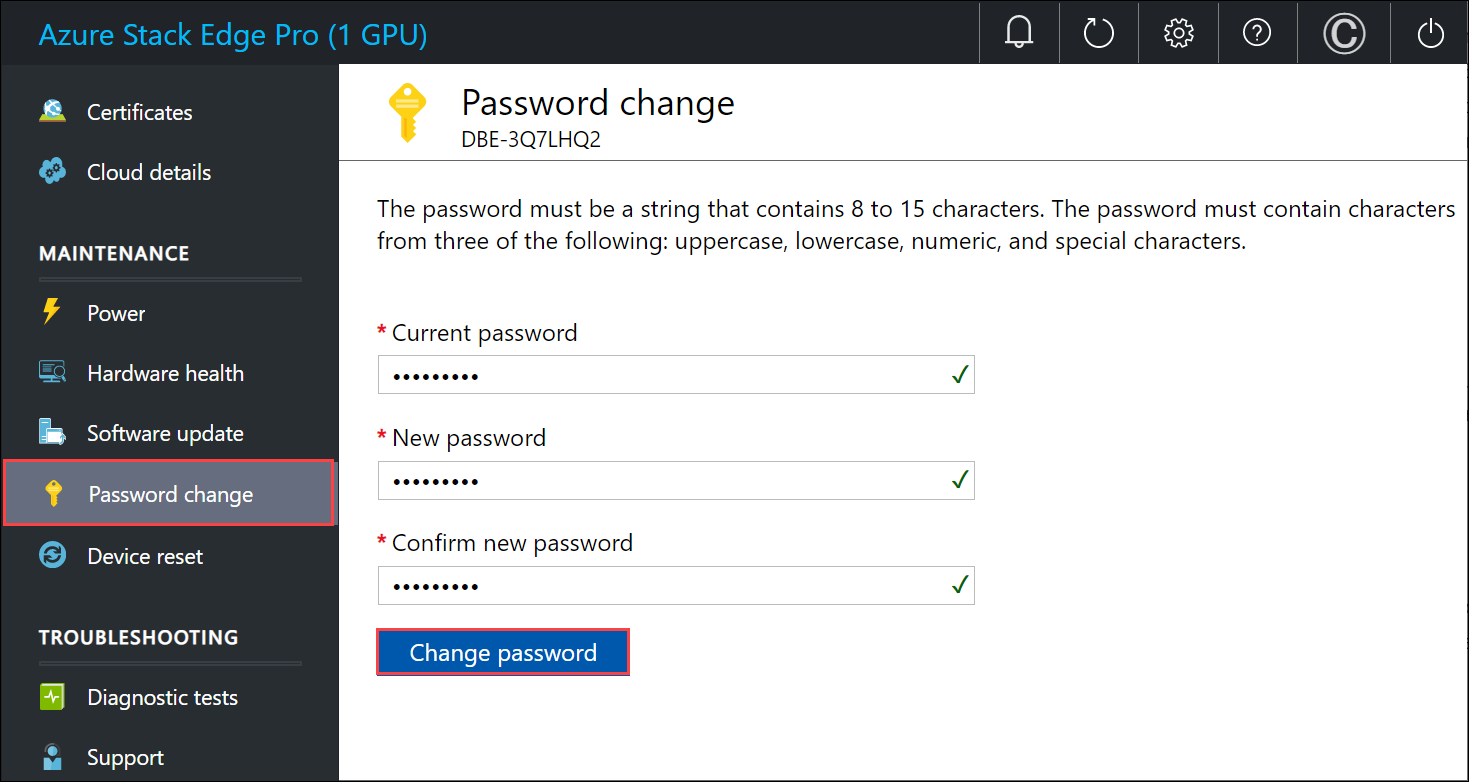 Azure Stack Edge Pro (1 GPU)
Certificates
Cloud details
MAINTENANCE
Power
Hardware health
Software update
Password change
Device reset
TROUBLESHOOTING
Diagnostic tests
Support
Password change
DBE-3Q7LHQ2
The password must be a string that contains 8 to 15 characters. The password must contain characters
from three of the following: uppercase, lowercase, numeric, and special characters.
* Current password
•••••••••
* New password
•••••••••
* Confirm new password
•••••••••
Change password